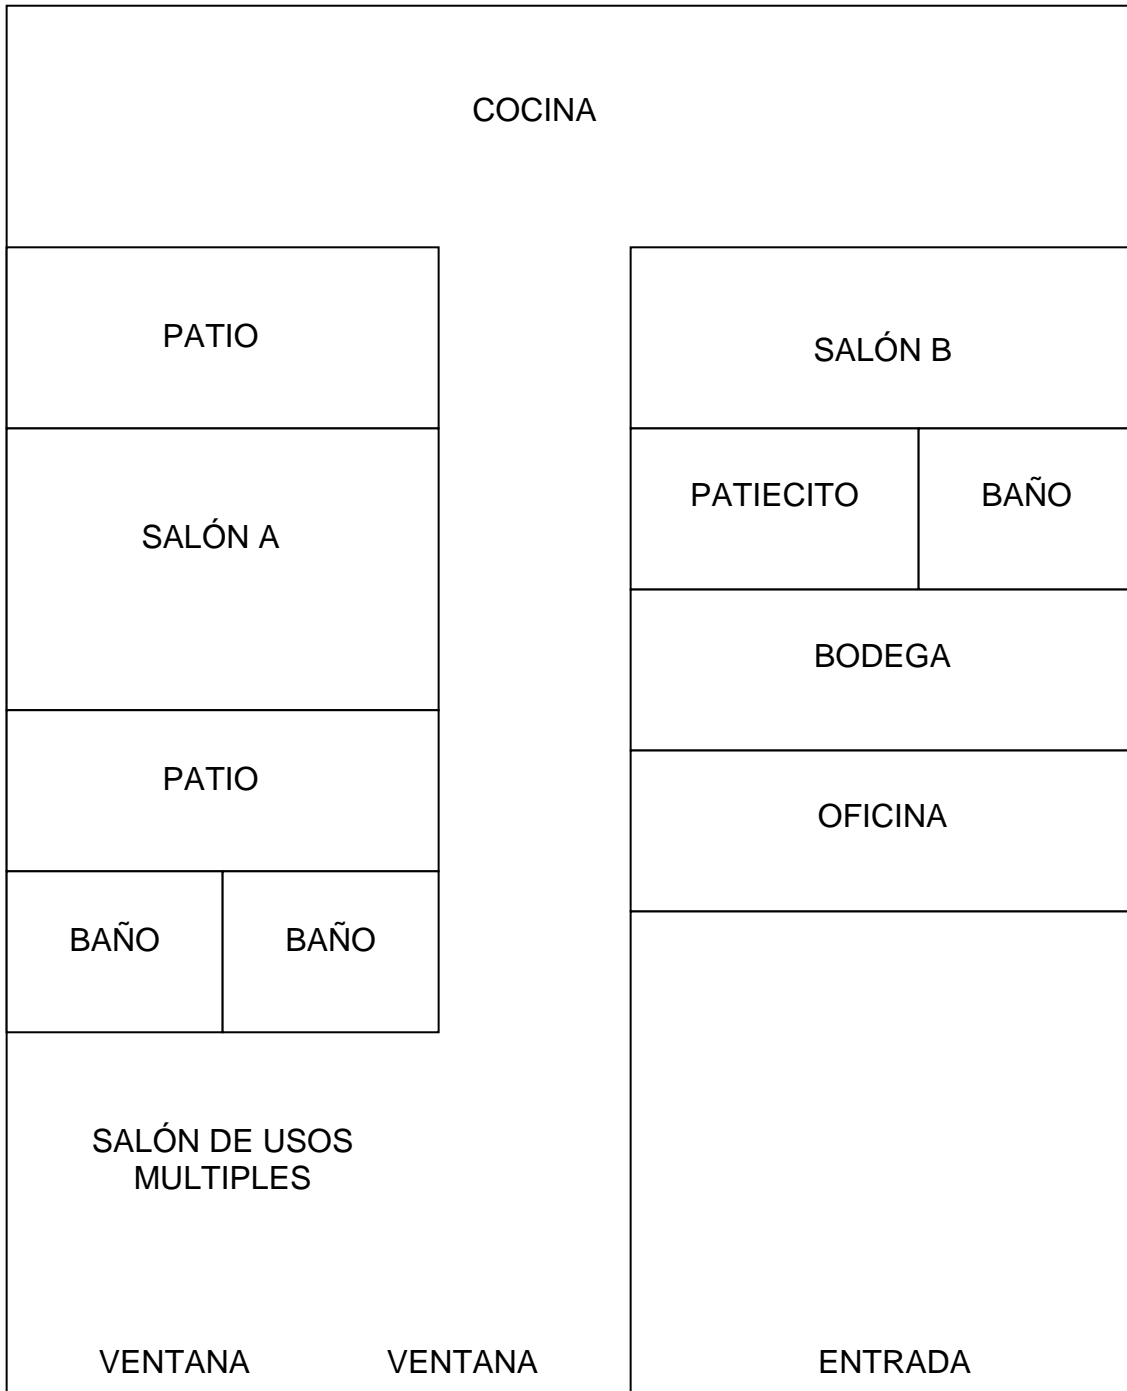 COCINA
PATIO
SALÓN B
PATIECITO
BAÑO
SALÓN A
BODEGA
PATIO
OFICINA
BAÑO
BAÑO
SALÓN DE USOS
MULTIPLES
VENTANA
VENTANA
ENTRADA